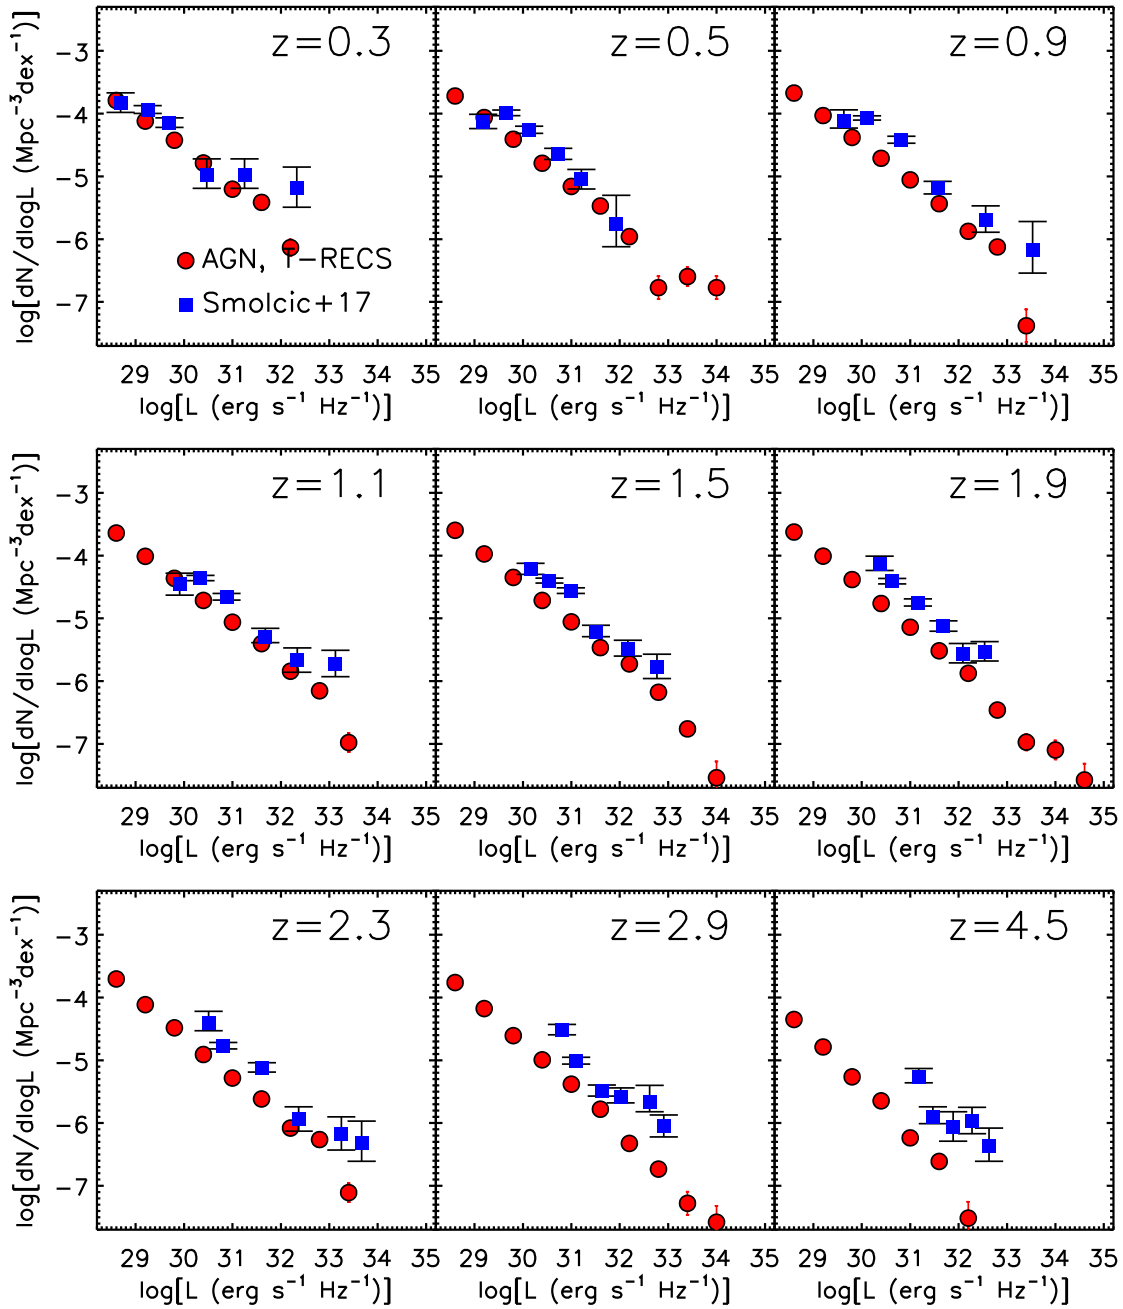 z=0.3
z=0.5
z=0.9
log[dN/dlogL (Mpc⁻³dex⁻¹)]
−3
−4
−5
−6
−7
AGN, T−RECS
Smolcic+17
29 30 31 32 33 34 35
29 30 31 32 33 34 35
29 30 31 32 33 34 35
log[L (erg s⁻¹ Hz⁻¹)]
log[L (erg s⁻¹ Hz⁻¹)]
log[L (erg s⁻¹ Hz⁻¹)]
z=1.1
z=1.5
z=1.9
log[dN/dlogL (Mpc⁻³dex⁻¹)]
−3
−4
−5
−6
−7
29 30 31 32 33 34 35
29 30 31 32 33 34 35
29 30 31 32 33 34 35
log[L (erg s⁻¹ Hz⁻¹)]
log[L (erg s⁻¹ Hz⁻¹)]
log[L (erg s⁻¹ Hz⁻¹)]
z=2.3
z=2.9
z=4.5
log[dN/dlogL (Mpc⁻³dex⁻¹)]
−3
−4
−5
−6
−7
29 30 31 32 33 34 35
29 30 31 32 33 34 35
29 30 31 32 33 34 35
log[L (erg s⁻¹ Hz⁻¹)]
log[L (erg s⁻¹ Hz⁻¹)]
log[L (erg s⁻¹ Hz⁻¹)]